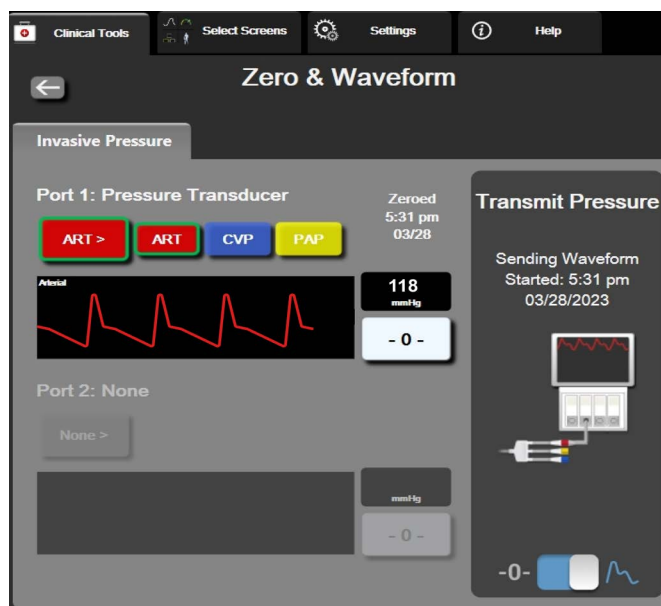 Clinical Tools
Select Screens
Settings
Help
Zero & Waveform
Invasive Pressure
Port 1: Pressure Transducer
Zeroed
5:31 pm
03/28
ART >
ART
CVP
PAP
Arterial
118
mmHg
- 0 -
Port 2: None
None >
mmHg
- 0 -
Transmit Pressure
Sending Waveform
Started: 5:31 pm
03/28/2023
-0-